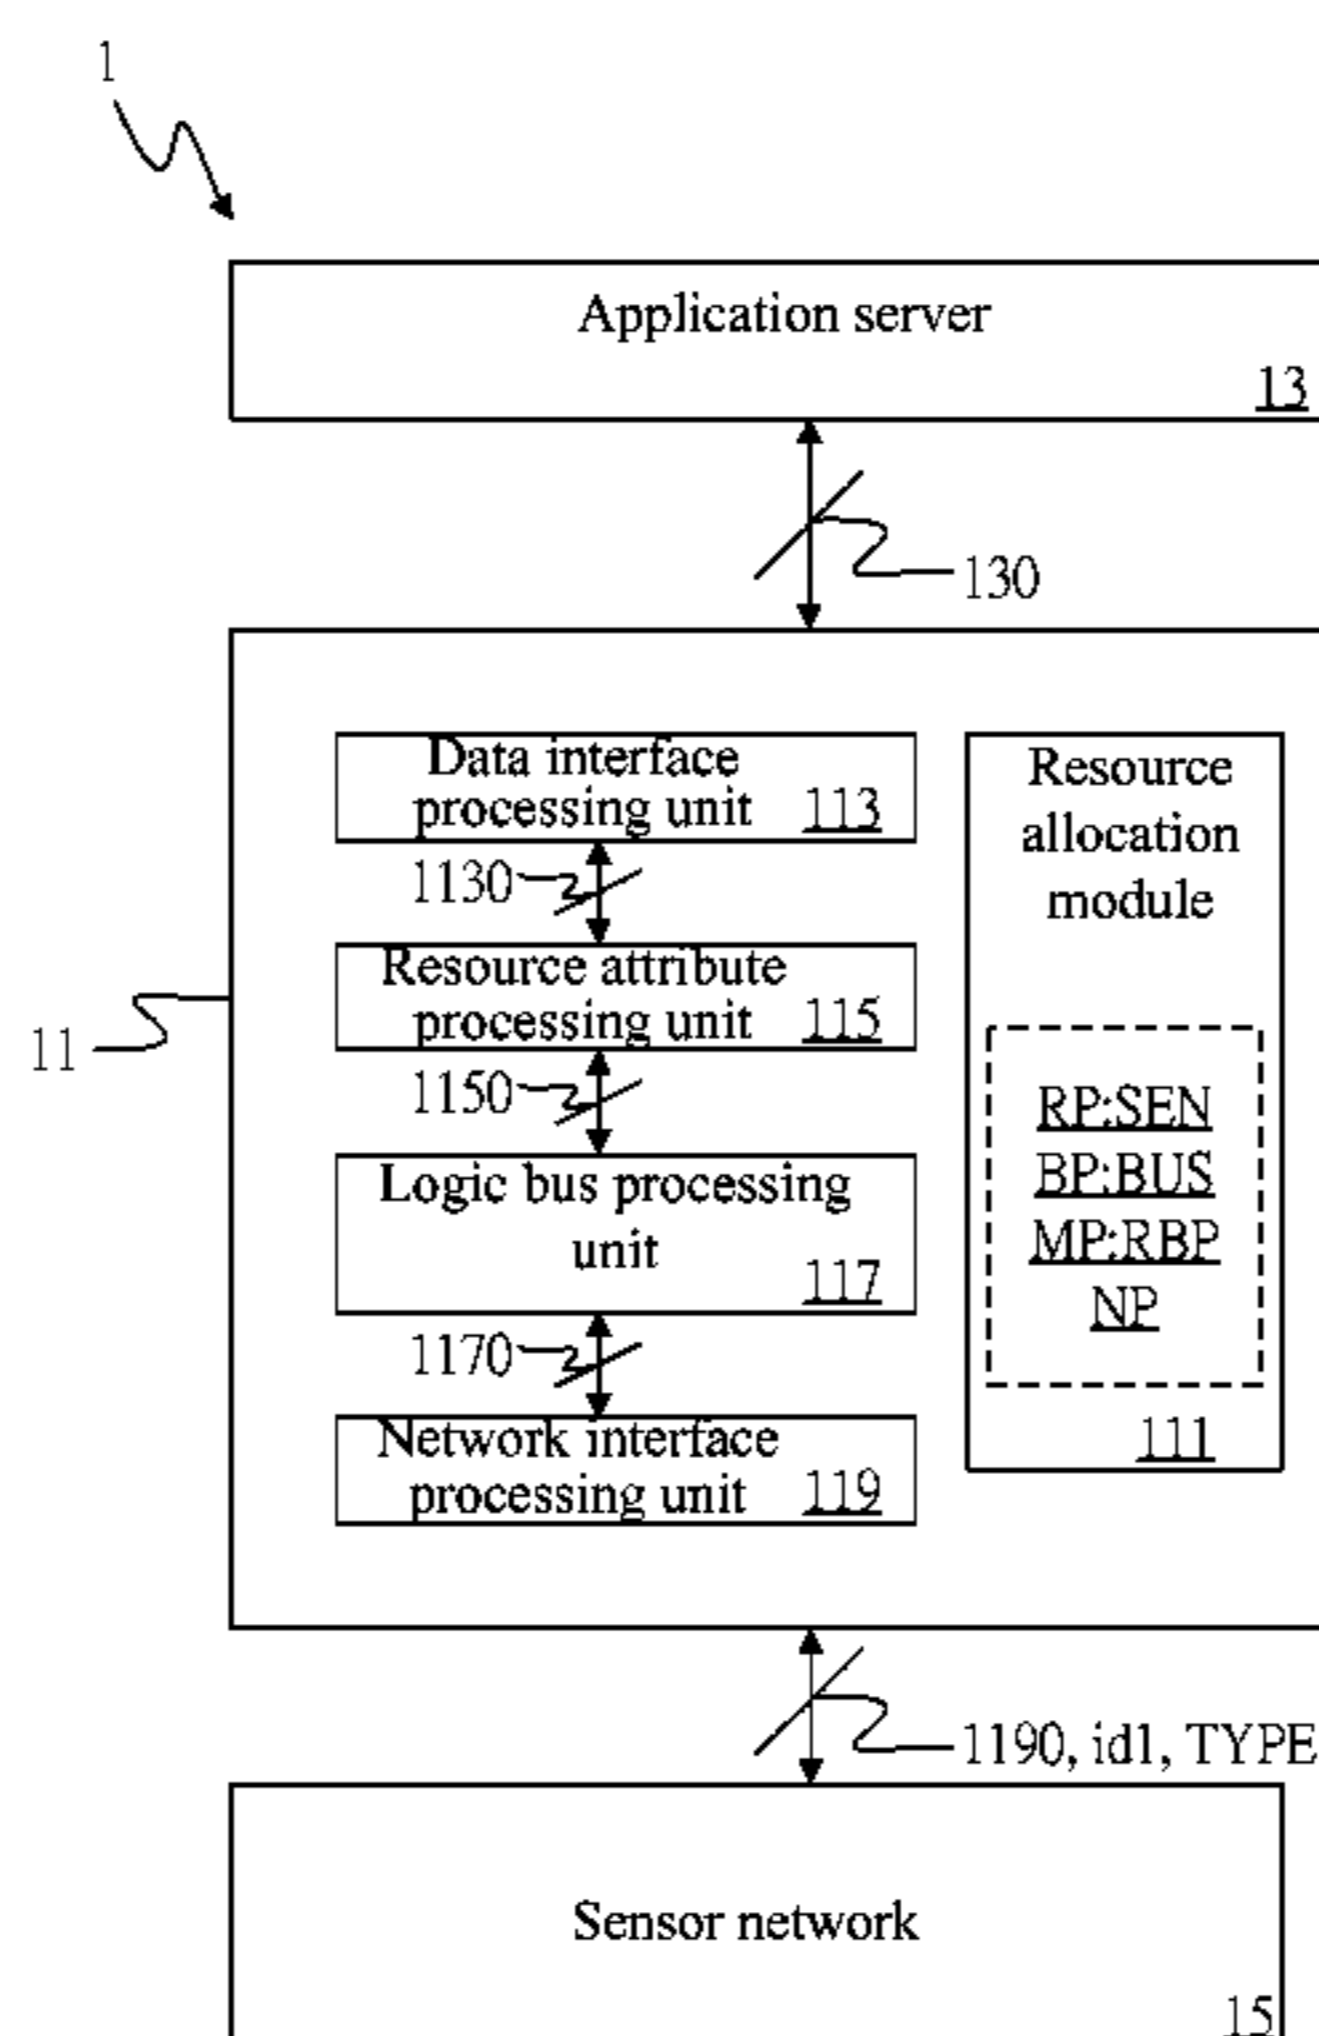 1
Application server
13
130
Data interface
processing unit 113
1130
Resource attribute
processing unit 115
1150
Logic bus processing
unit
117
1170
Network interface
processing unit 119
Resource
allocation
module
RP:SEN
BP:BUS
MP:RBP
NP
111
11
1190, id1, TYPE
Sensor network
15